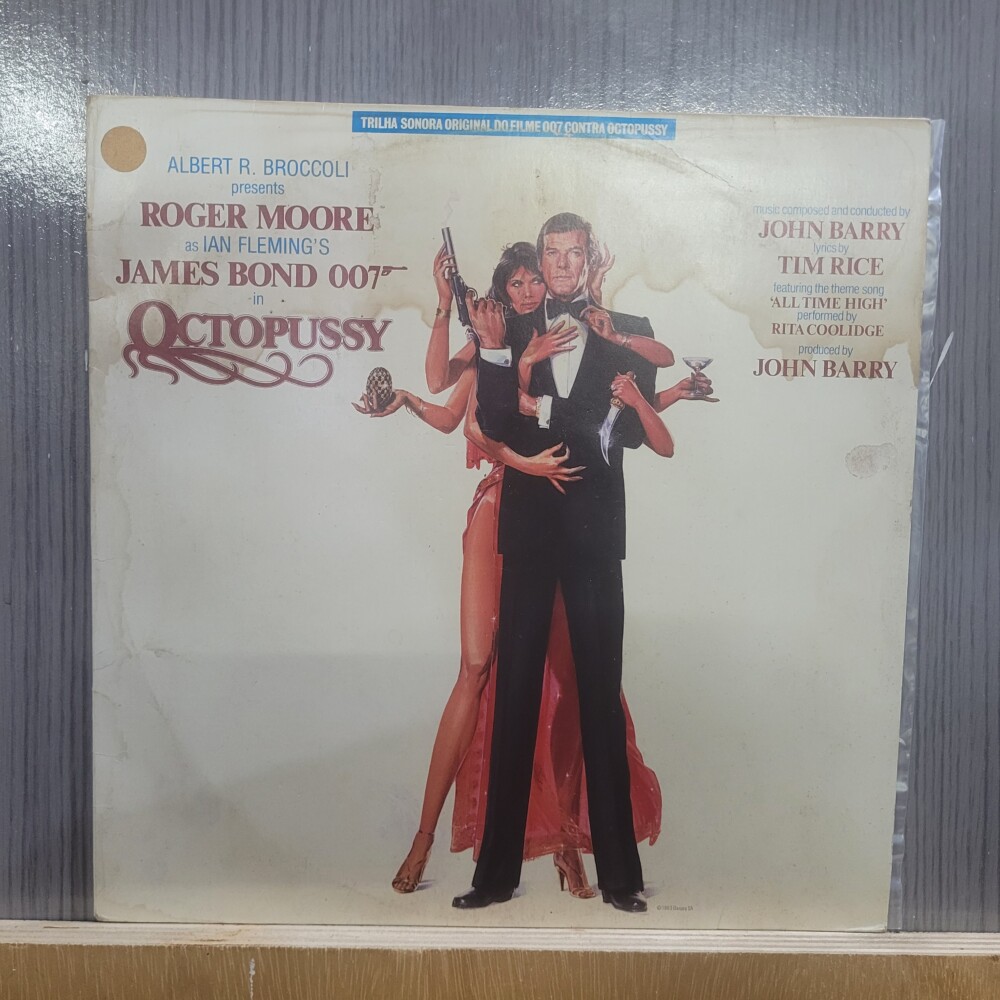 TRILHA SONORA ORIGINAL DO FILME 007 CONTRA OCTOPUSSY
ALBERT R. BROCCOLI
presents
ROGER MOORE
as IAN FLEMING'S
JAMES BOND 007
in
OCTOPUSSY
music composed and conducted by
JOHN BARRY
lyrics by
TIM RICE
featuring the theme song
'ALL TIME HIGH'
performed by
RITA COOLIDGE
produced by
JOHN BARRY